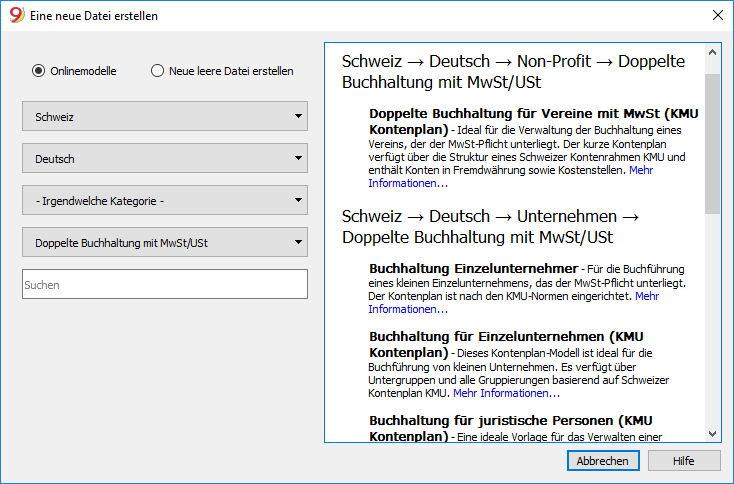 9 Eine neue Datei erstellen
Onlinemodelle
Neue leere Datei erstellen
Schweiz
Deutsch
- Irgendwelche Kategorie -
Doppelte Buchhaltung mit MwSt/USt
Suchen
Schweiz → Deutsch → Non-Profit → Doppelte
Buchhaltung mit MwSt/USt
Doppelte Buchhaltung für Vereine mit MwSt (KMU
Kontenplan) - Ideal für die Verwaltung der Buchhaltung eines
Vereins, der der MwSt-Pflicht unterliegt. Der kurze Kontenplan
verfügt über die Struktur eines Schweizer Kontenrahmen KMU und
enthält Konten in Fremdwährung sowie Kostenstellen. Mehr
Informationen...
Schweiz → Deutsch → Unternehmen →
Doppelte Buchhaltung mit MwSt/USt
Buchhaltung Einzelunternehmer - Für die Buchführung
eines kleinen Einzelunternehmens, das der MwSt-Pflicht unterliegt.
Der Kontenplan ist nach den KMU-Normen eingerichtet. Mehr
Informationen...
Buchhaltung für Einzelunternehmen (KMU
Kontenplan) - Dieses Kontenplan-Modell ist ideal für die
Buchführung von kleinen Unternehmen. Es verfügt über
Untergruppen und alle Gruppierungen basierend auf Schweizer
Kontenplan KMU. Mehr Informationen...
Buchhaltung für juristische Personen (KMU
Kontenplan) - Eine ideale Vorlage für das Verwalten einer
Abbrechen
Hilfe